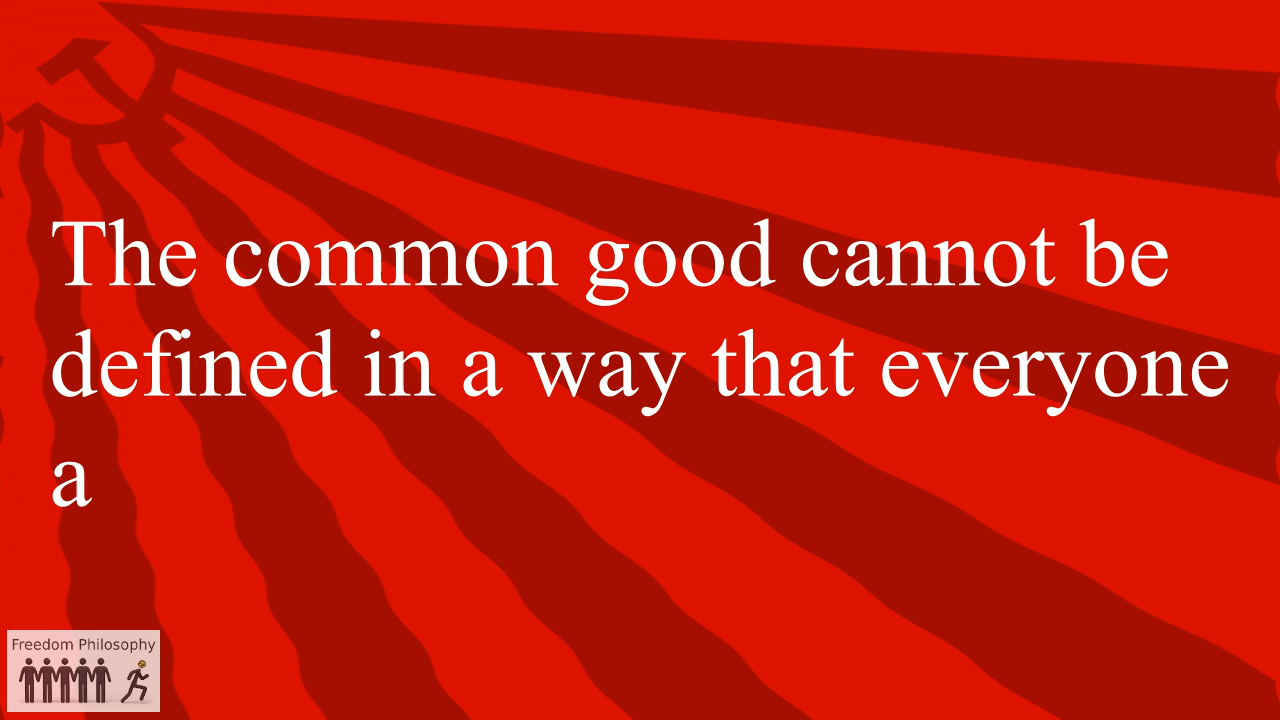 The common good cannot be
defined in a way that everyone
a
Freedom Philosophy